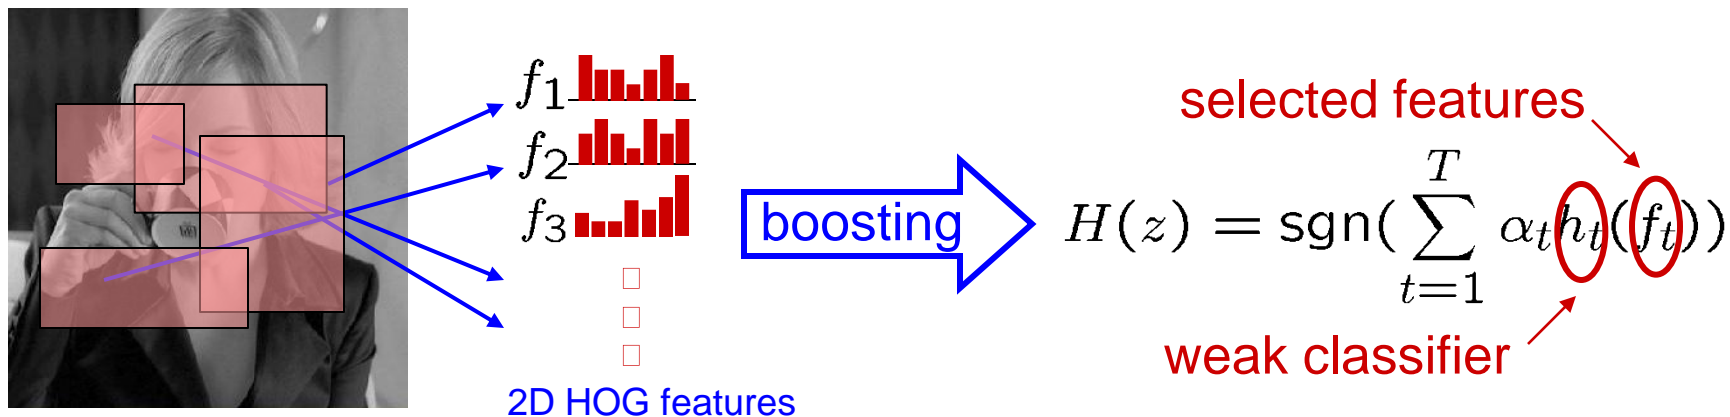 f₁
f₂
f₃
2D HOG features
boosting
selected features
H(z) = sgn(∑_{t=1}^{T} α_t h_t(f_t))
weak classifier